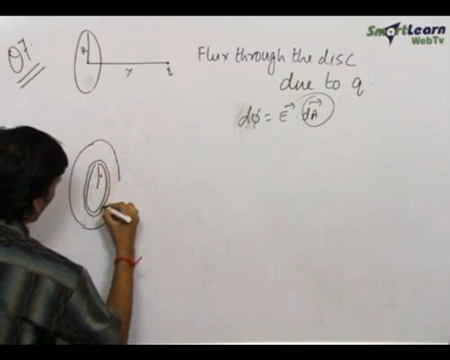 SmartLearn
WebTv
Q7.
R
x
q
Flux through the disc
due to q.
dφ = E⃗ . dA⃗
r